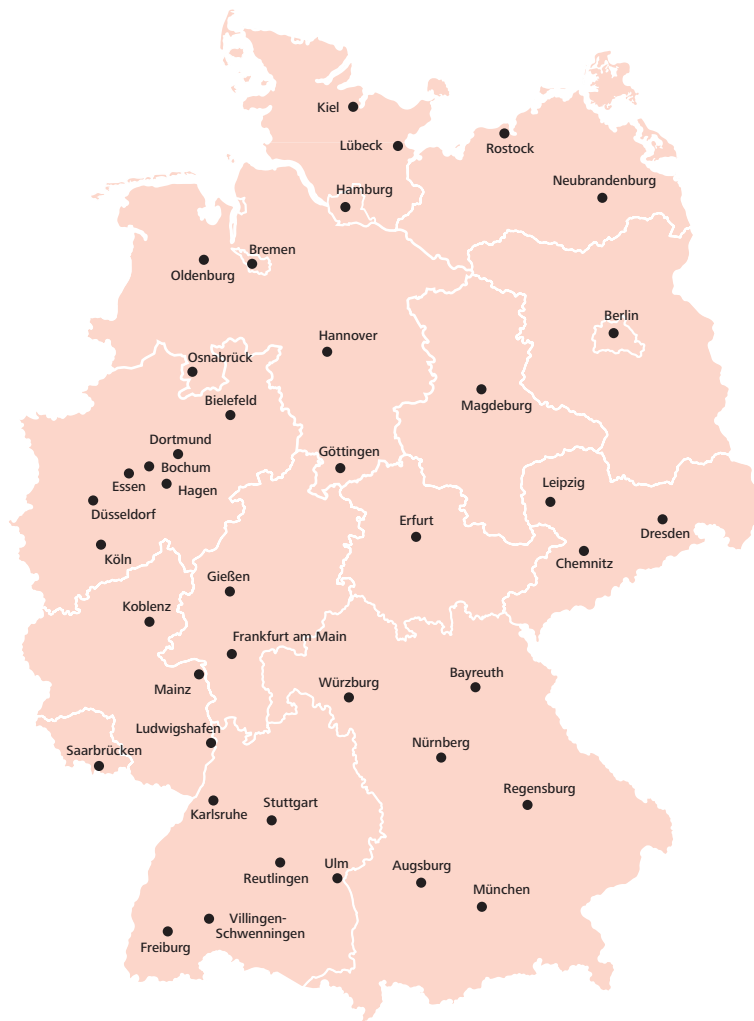 Kiel
Lübeck
Rostock
Neubrandenburg
Hamburg
Bremen
Oldenburg
Berlin
Hannover
Osnabrück
Magdeburg
Bielefeld
Dortmund
Göttingen
Bochum
Essen
Hagen
Leipzig
Düsseldorf
Erfurt
Dresden
Köln
Chemnitz
Gießen
Koblenz
Frankfurt am Main
Bayreuth
Mainz
Würzburg
Ludwigshafen
Nürnberg
Saarbrücken
Regensburg
Karlsruhe
Stuttgart
Ulm
Augsburg
Reutlingen
München
Villingen-
Schwenningen
Freiburg